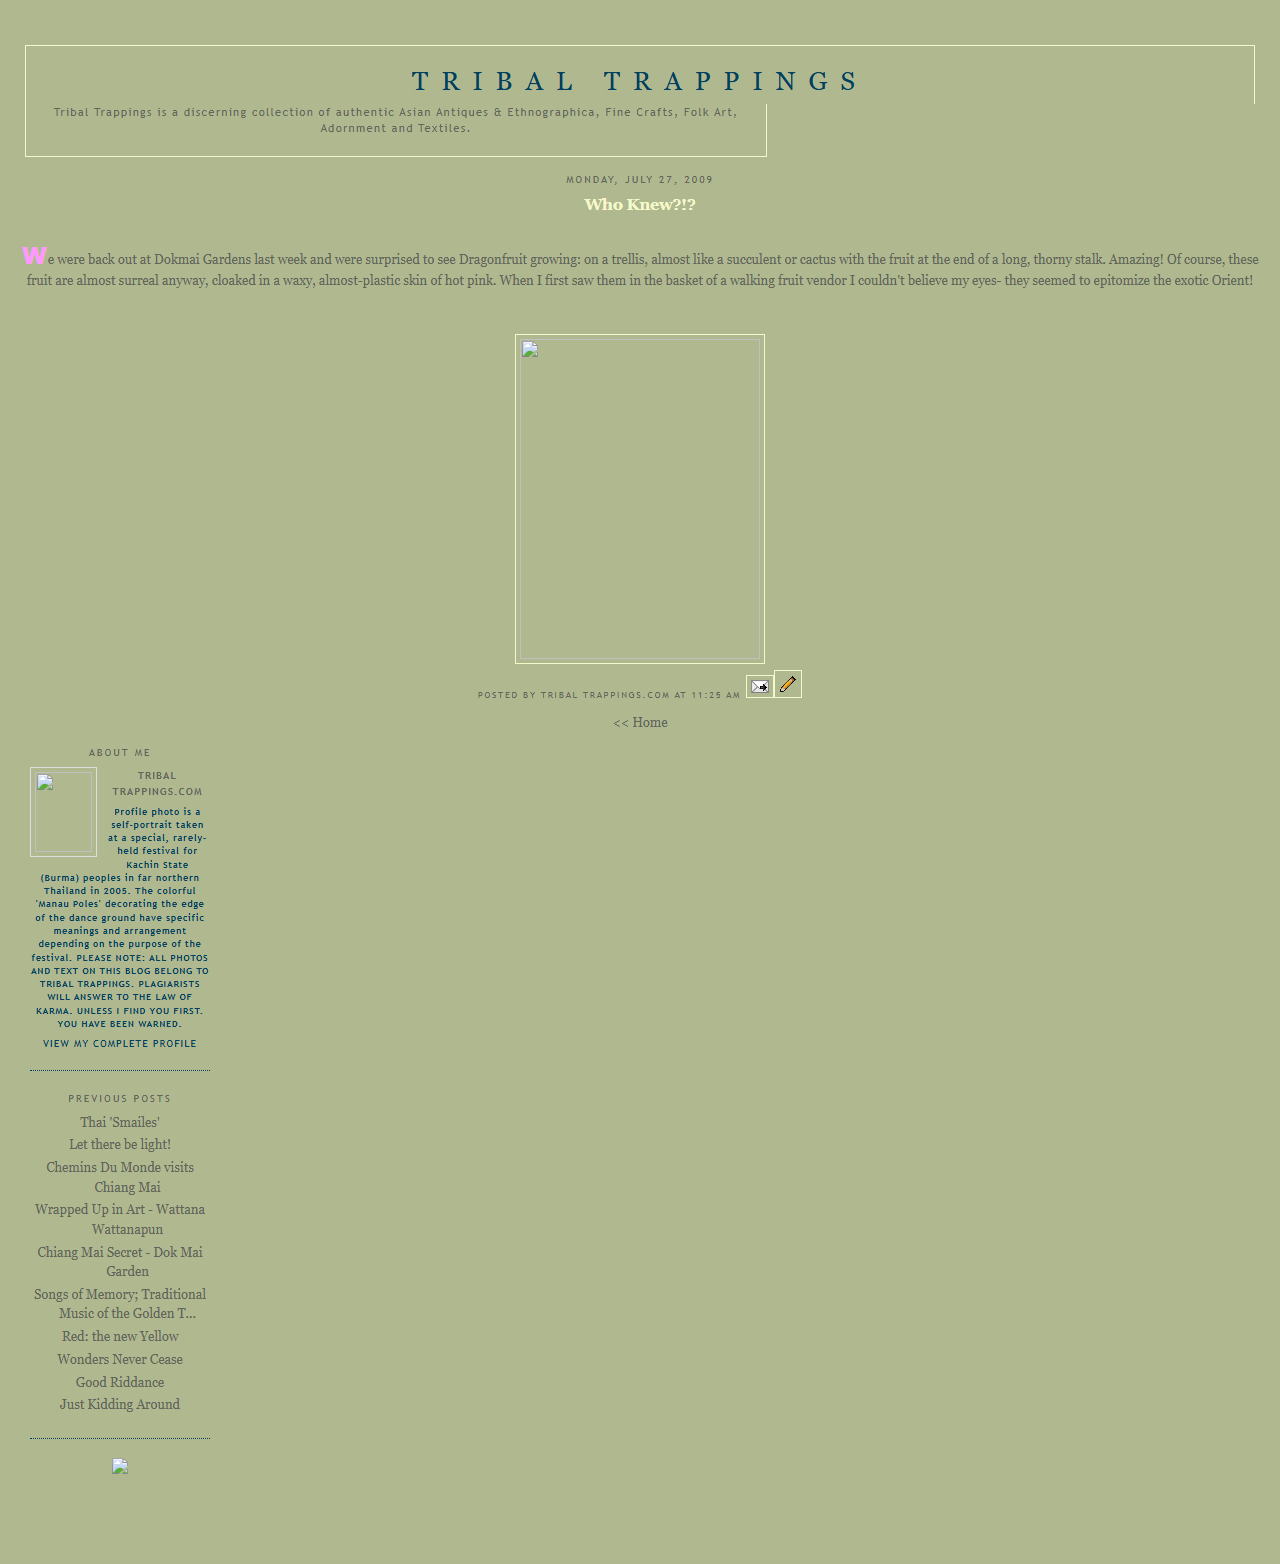 TRIBAL TRAPPINGS
Tribal Trappings is a discerning collection of authentic Asian Antiques & Ethnographica, Fine Crafts, Folk Art,
Adornment and Textiles.
MONDAY, JULY 27, 2009
Who Knew?!?
We were back out at Dokmai Gardens last week and were surprised to see Dragonfruit growing: on a trellis, almost like a succulent or cactus with the fruit at the end of a long, thorny stalk. Amazing! Of course, these
fruit are almost surreal anyway, cloaked in a waxy, almost-plastic skin of hot pink. When I first saw them in the basket of a walking fruit vendor I couldn't believe my eyes- they seemed to epitomize the exotic Orient!
POSTED BY TRIBAL TRAPPINGS.COM AT 11:25 AM
<< Home
ABOUT ME
TRIBAL
TRAPPINGS.COM
Profile photo is a
self-portrait taken
at a special, rarely-
held festival for
Kachin State
(Burma) peoples in far northern
Thailand in 2005. The colorful
'Manau Poles' decorating the edge
of the dance ground have specific
meanings and arrangement
depending on the purpose of the
festival. PLEASE NOTE: ALL PHOTOS
AND TEXT ON THIS BLOG BELONG TO
TRIBAL TRAPPINGS. PLAGIARISTS
WILL ANSWER TO THE LAW OF
KARMA. UNLESS I FIND YOU FIRST.
YOU HAVE BEEN WARNED.
VIEW MY COMPLETE PROFILE
PREVIOUS POSTS
Thai 'Smailes'
Let there be light!
Chemins Du Monde visits
Chiang Mai
Wrapped Up in Art - Wattana
Wattanapun
Chiang Mai Secret - Dok Mai
Garden
Songs of Memory; Traditional
Music of the Golden T...
Red: the new Yellow
Wonders Never Cease
Good Riddance
Just Kidding Around